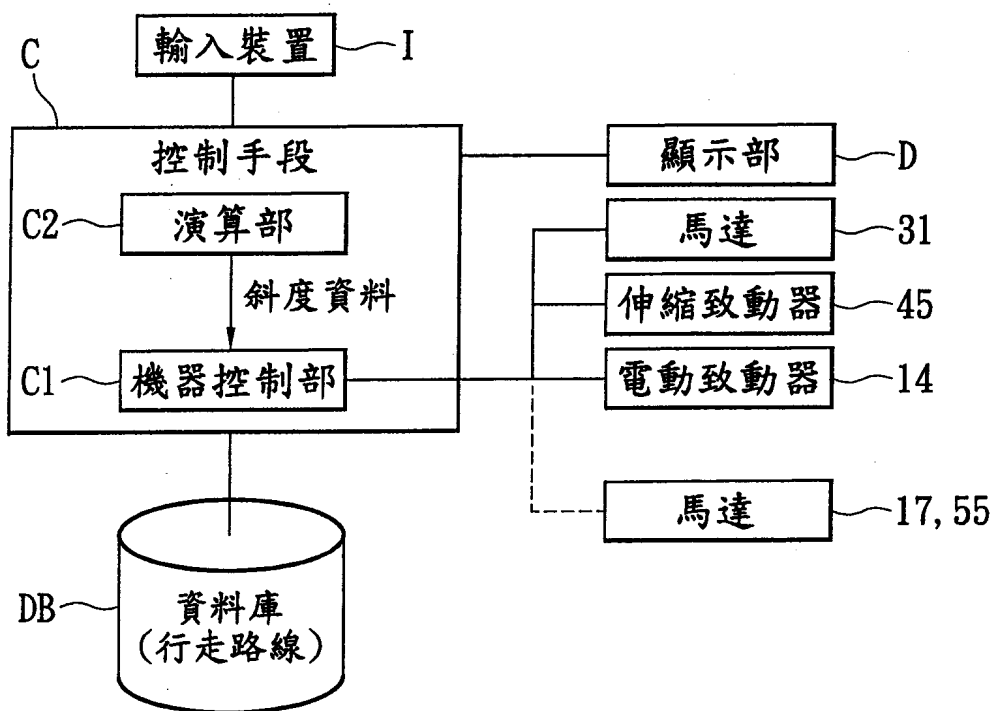 輸入裝置
I
C
控制手段
顯示部
D
C2
演算部
馬達
31
斜度資料
伸縮致動器
45
C1
機器控制部
電動致動器
14
馬達
17, 55
DB
資料庫
(行走路線)